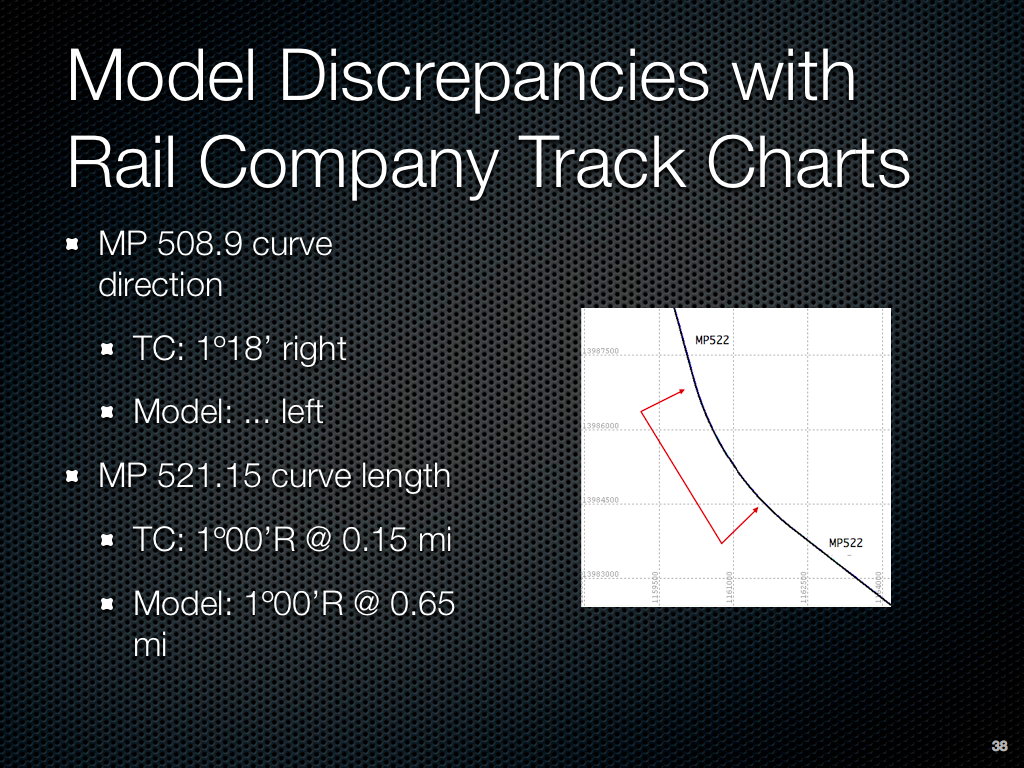 Model Discrepancies with
Rail Company Track Charts
MP 508.9 curve
direction
TC: 1º18’ right
Model: ... left
MP 521.15 curve length
TC: 1º00’R @ 0.15 mi
Model: 1º00’R @ 0.65
mi
MP522
13987500
13986000
13984500
MP522
13983000
1159500
1161000
1162500
1164000
38